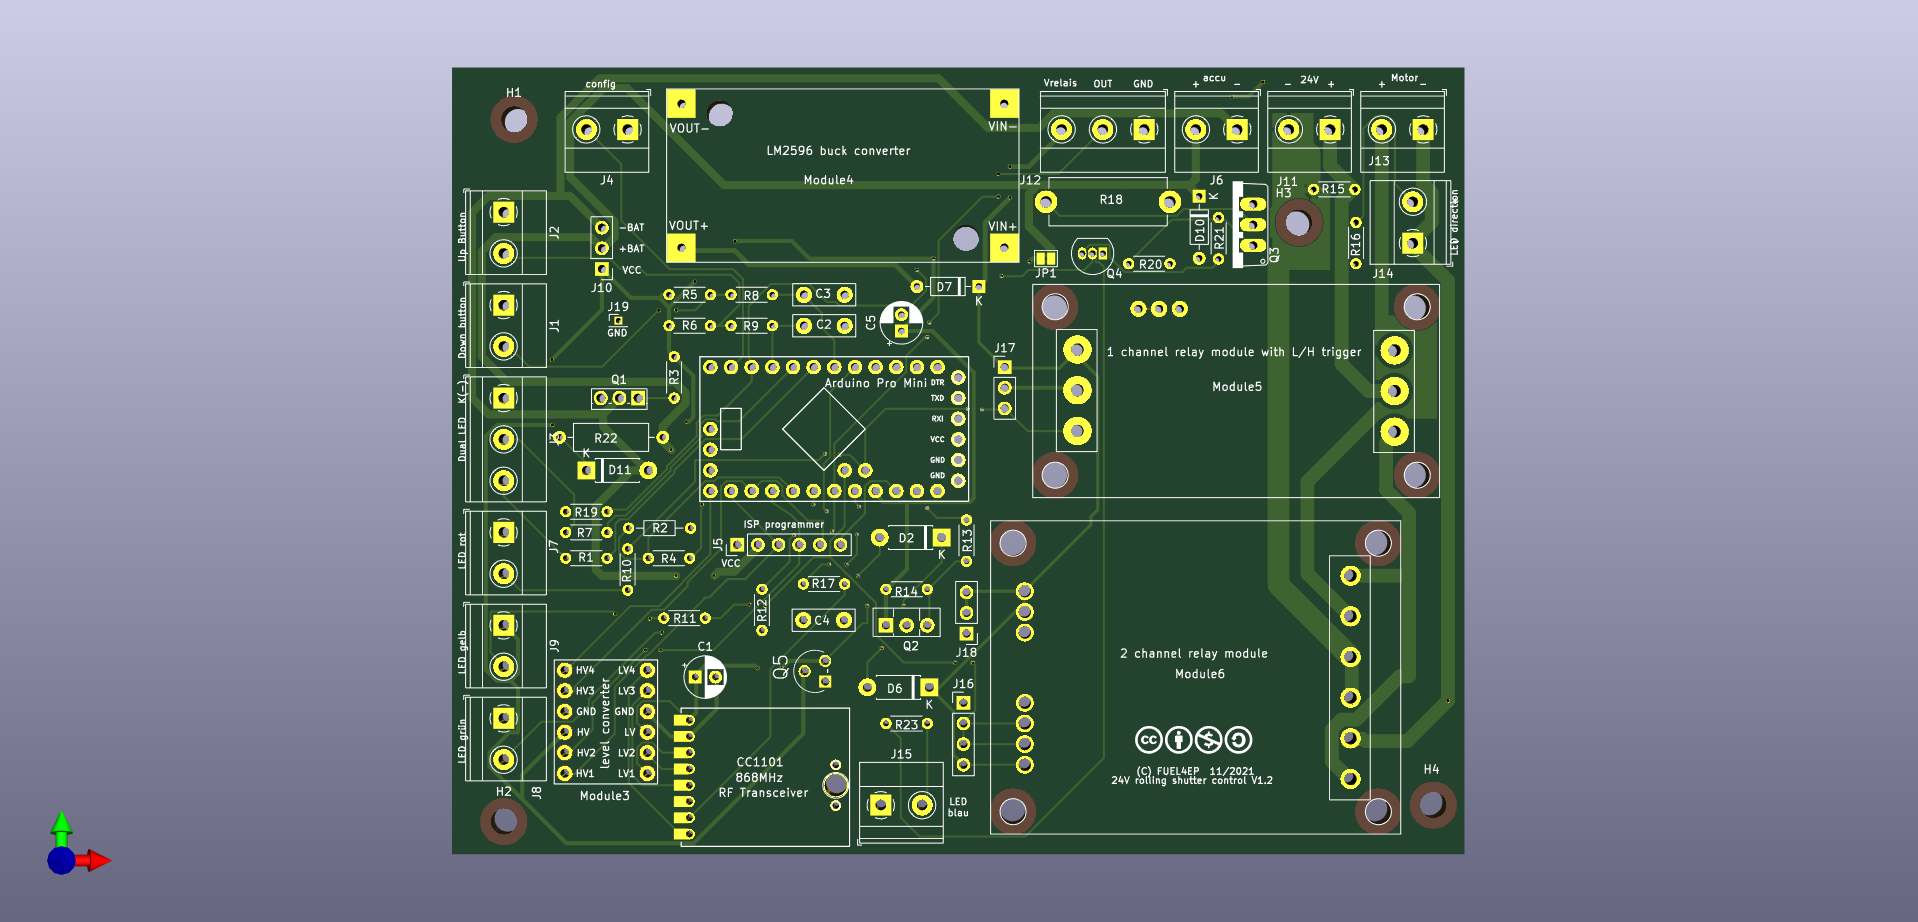 config
H1
J4
VOUT-
VIN-
LM2596 buck converter
Module4
VOUT+
VIN+
Vrelais OUT GND
J12
+ accu -
J6
- 24V +
J11
H3
+ Motor -
J13
R15
R16
LED direction
J14
R18
K
D10
R21
Q3
JP1
Q4
R20
Up Button
J2
-BAT
+BAT
VCC
J10
J19
GND
Down button
J1
R5
R8
C3
R6
R9
C2
C5
+
D7
K
R3
Q1
Dual LED K(-)
J3
R22
K
D11
Arduino Pro Mini
DTR
TXD
RXI
VCC
GND
GND
J17
1 channel relay module with L/H trigger
Module5
R19
R7
R1
R2
R4
R10
LED rot
J7
ISP programmer
J5
VCC
D2
K
R13
R17
R14
R12
R11
C4
Q2
J18
C1
+
Q5
D6
K
J16
R23
LED gelb
J9
HV4 LV4
HV3 LV3
GND GND
HV LV
HV2 LV2
HV1 LV1
level converter
Module3
LED grün
J8
H2
CC1101
868MHz
RF Transceiver
J15
LED
blau
2 channel relay module
Module6
cc
(C) FUEL4EP 11/2021
24V rolling shutter control V1.2
H4